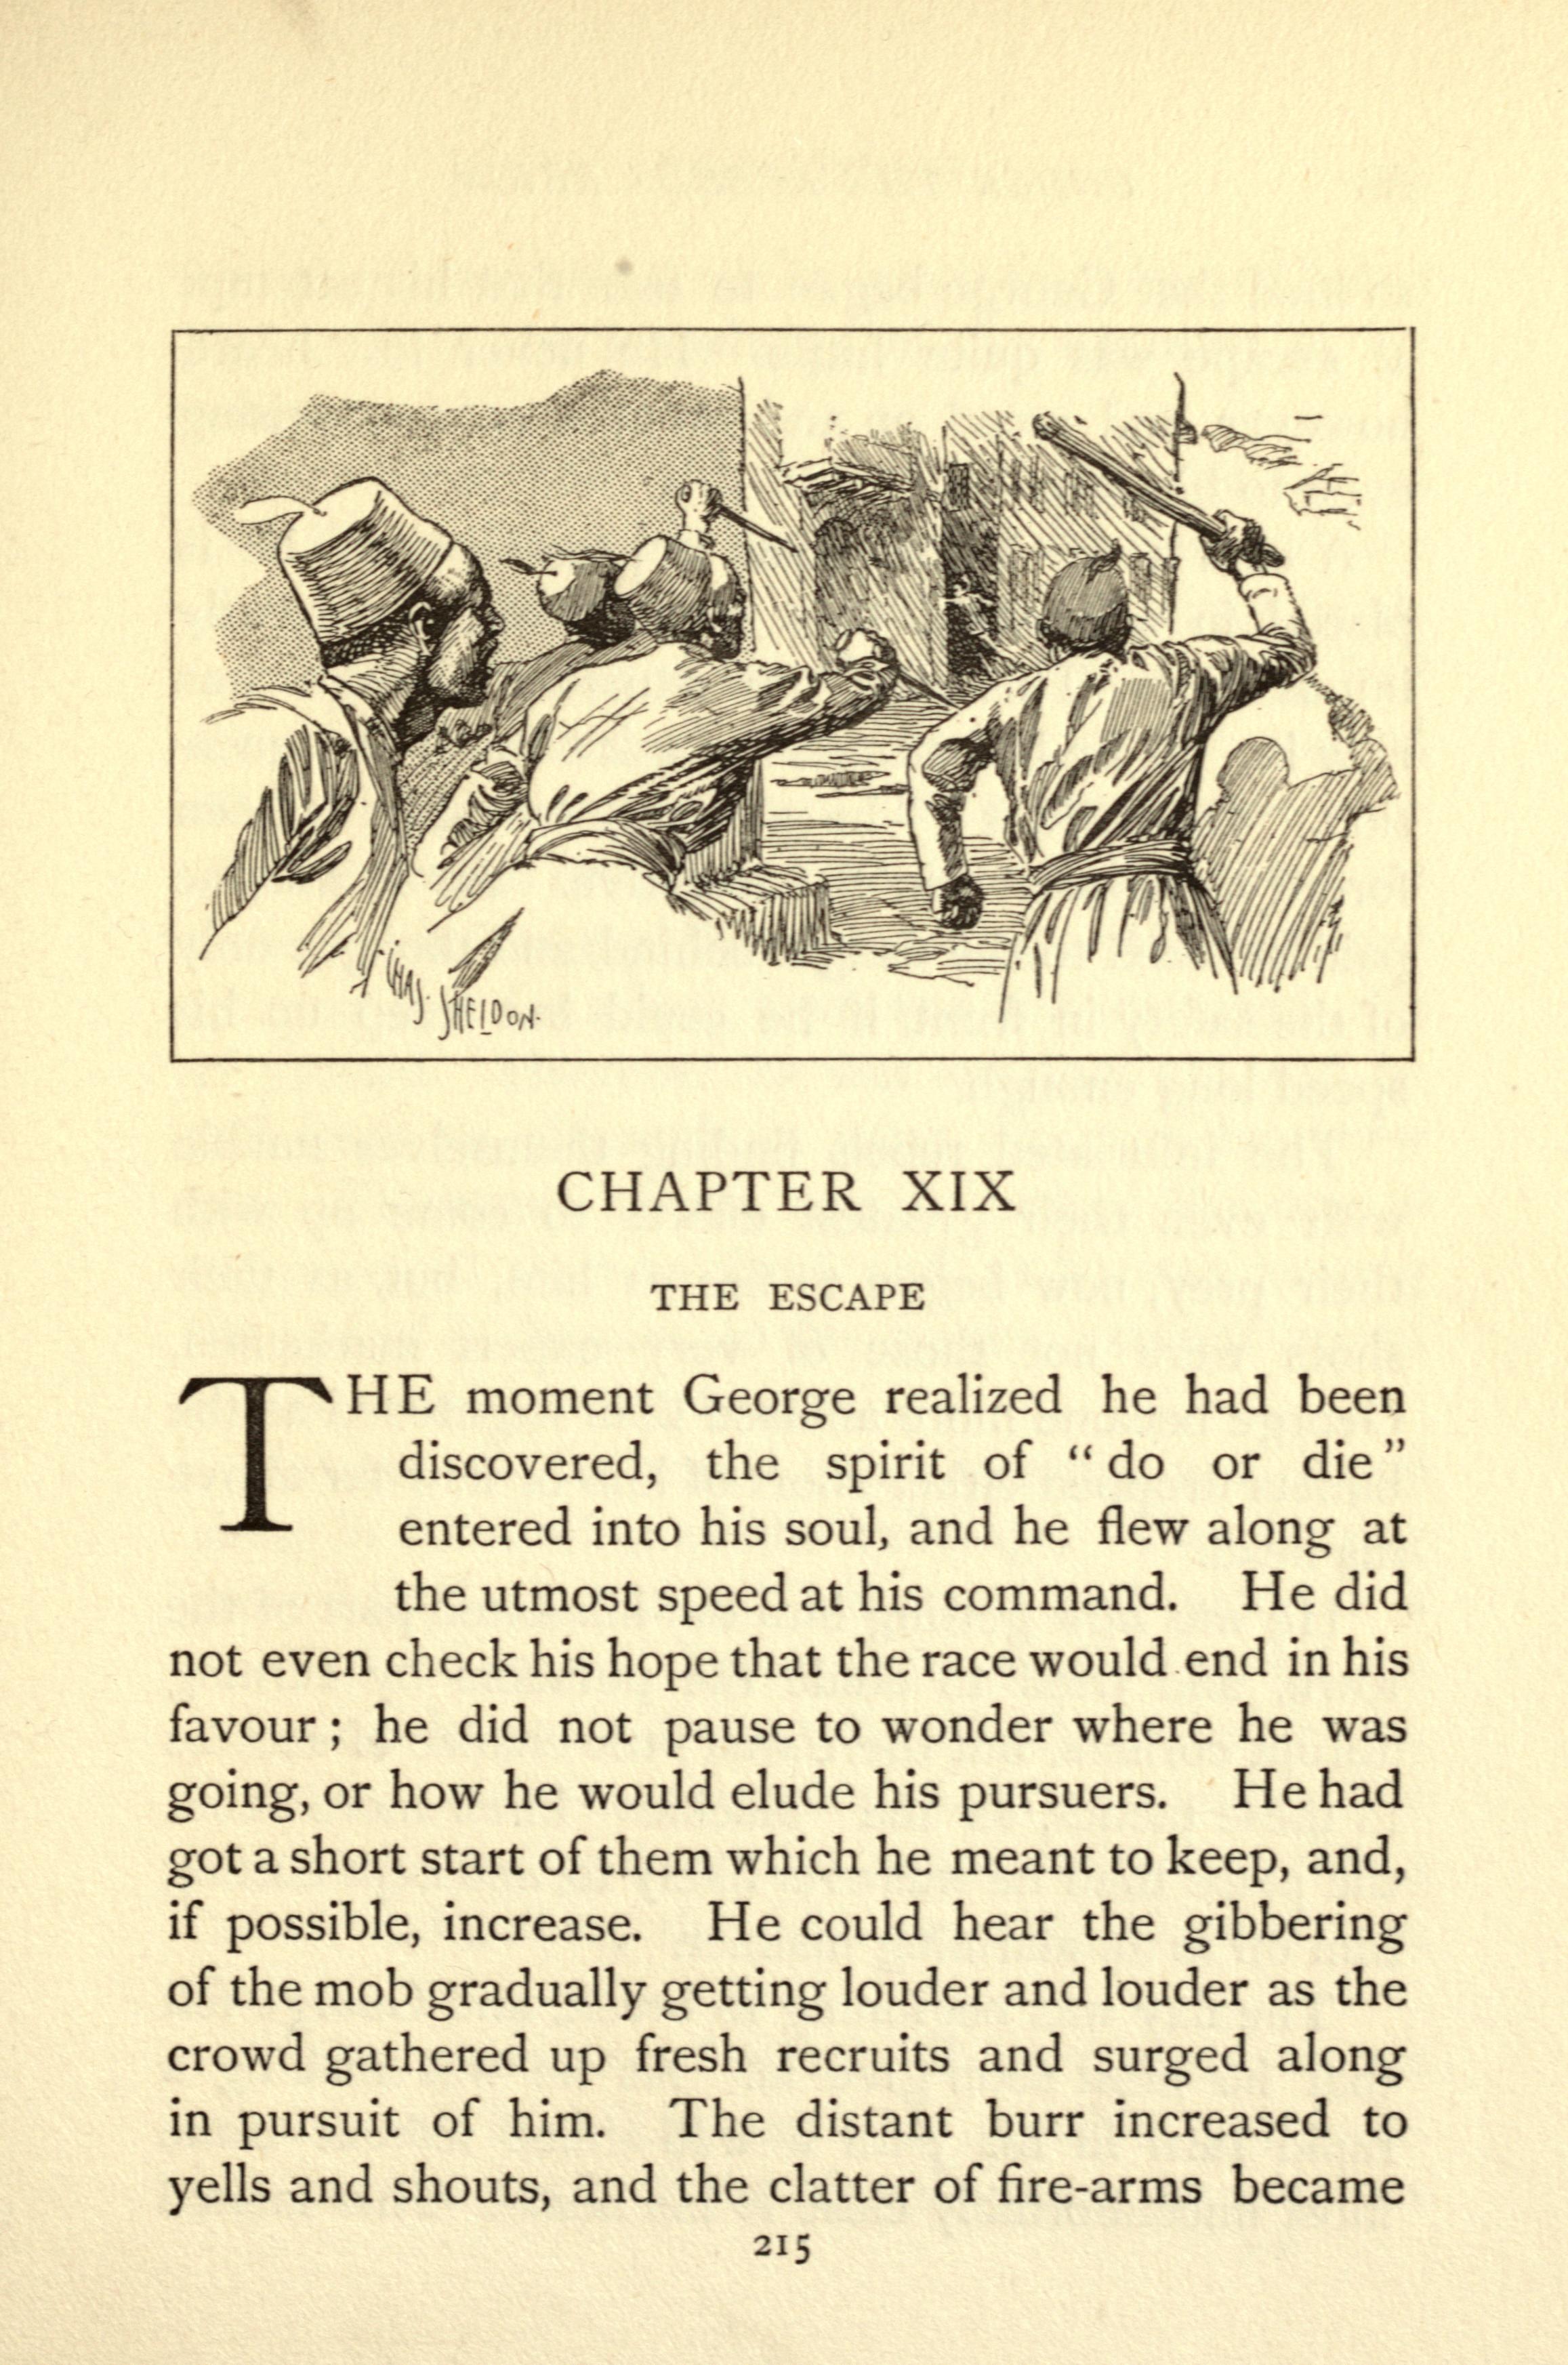 CHAS. SHELDON.
CHAPTER XIX
THE ESCAPE
THE moment George realized he had been
discovered, the spirit of “do or die”
entered into his soul, and he flew along at
the utmost speed at his command. He did
not even check his hope that the race would end in his
favour; he did not pause to wonder where he was
going, or how he would elude his pursuers. He had
got a short start of them which he meant to keep, and,
if possible, increase. He could hear the gibbering
of the mob gradually getting louder and louder as the
crowd gathered up fresh recruits and surged along
in pursuit of him. The distant burr increased to
yells and shouts, and the clatter of fire-arms became
215